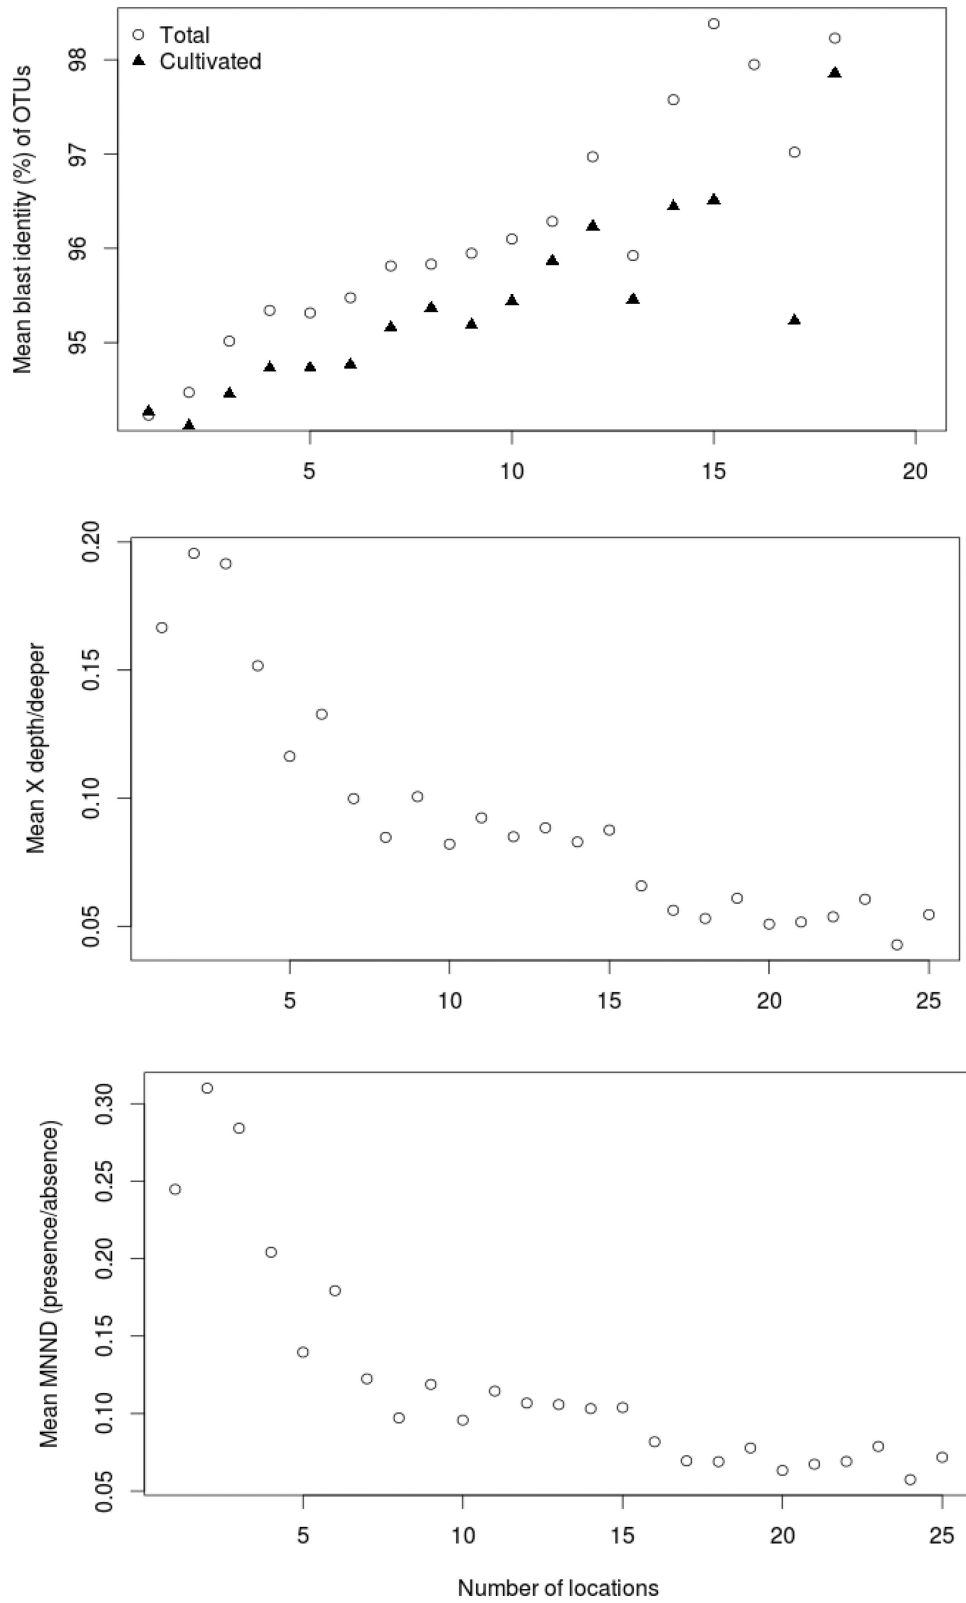 Total
Cultivated
Mean blast identity (%) of OTUs
98
97
96
95
5 10 15 20
Mean X depth/deeper
0.20
0.15
0.10
0.05
5 10 15 20 25
Mean MNND (presence/absence)
0.30
0.25
0.20
0.15
0.10
0.05
5 10 15 20 25
Number of locations